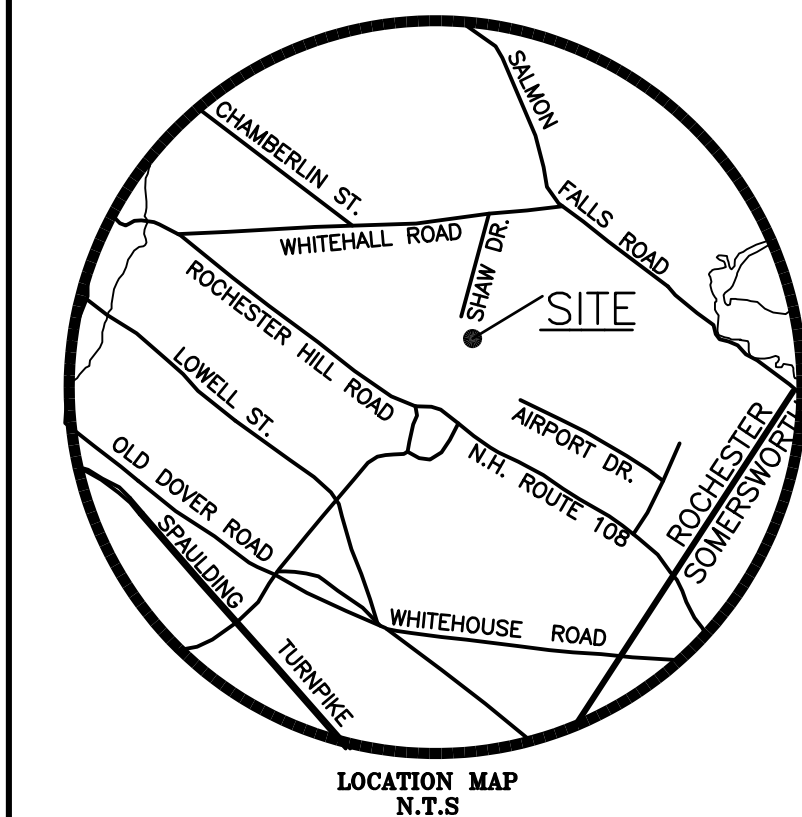 SALMON
FALLS ROAD
CHAMBERLIN ST.
WHITEHALL ROAD
SHAW DR.
SITE
ROCHESTER HILL ROAD
LOWELL ST.
AIRPORT DR.
N.H. ROUTE 108
ROCHESTER
SOMERSWORTH
OLD DOVER ROAD
SPAULDING
TURNPIKE
WHITEHOUSE ROAD
LOCATION MAP
N.T.S